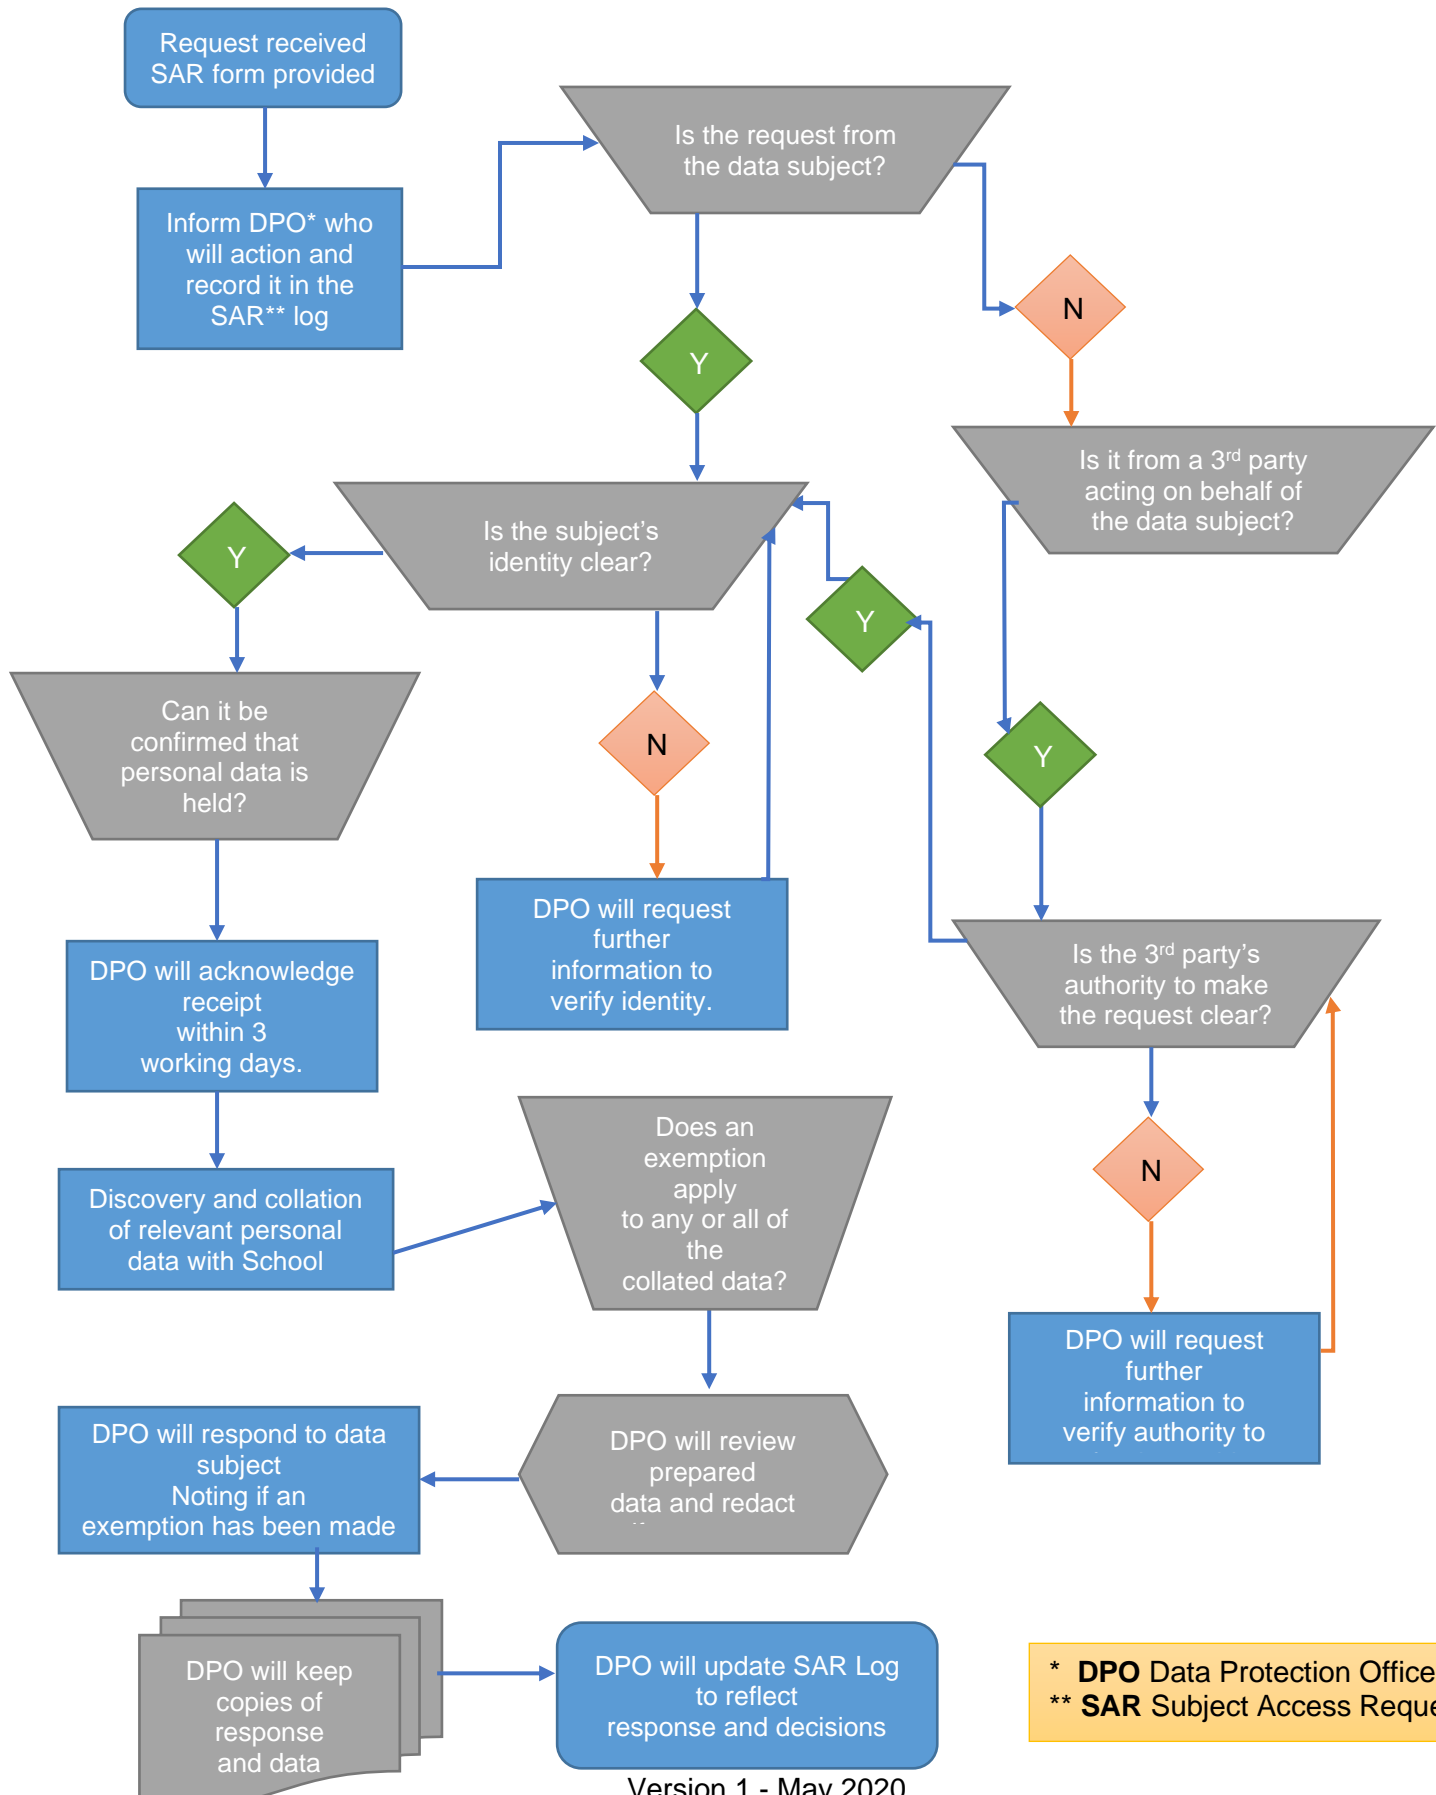 Request received
SAR form provided
Inform DPO* who
will action and
record it in the
SAR** log
Is the request from
the data subject?
Y
N
Is it from a 3rd party
acting on behalf of
the data subject?
Is the subject's
identity clear?
Y
Y
Can it be
confirmed that
personal data is
held?
N
Y
DPO will request
further
information to
verify identity.
Is the 3rd party's
authority to make
the request clear?
DPO will acknowledge
receipt
within 3
working days.
Does an
exemption
apply
to any or all of
the
collated data?
N
Discovery and collation
of relevant personal
data with School
DPO will request
further
information to
verify authority to
DPO will respond to data
subject
Noting if an
exemption has been made
DPO will review
prepared
data and redact
DPO will keep
copies of
response
and data
DPO will update SAR Log
to reflect
response and decisions
* DPO Data Protection Office
** SAR Subject Access Reque
Version 1 - May 2020